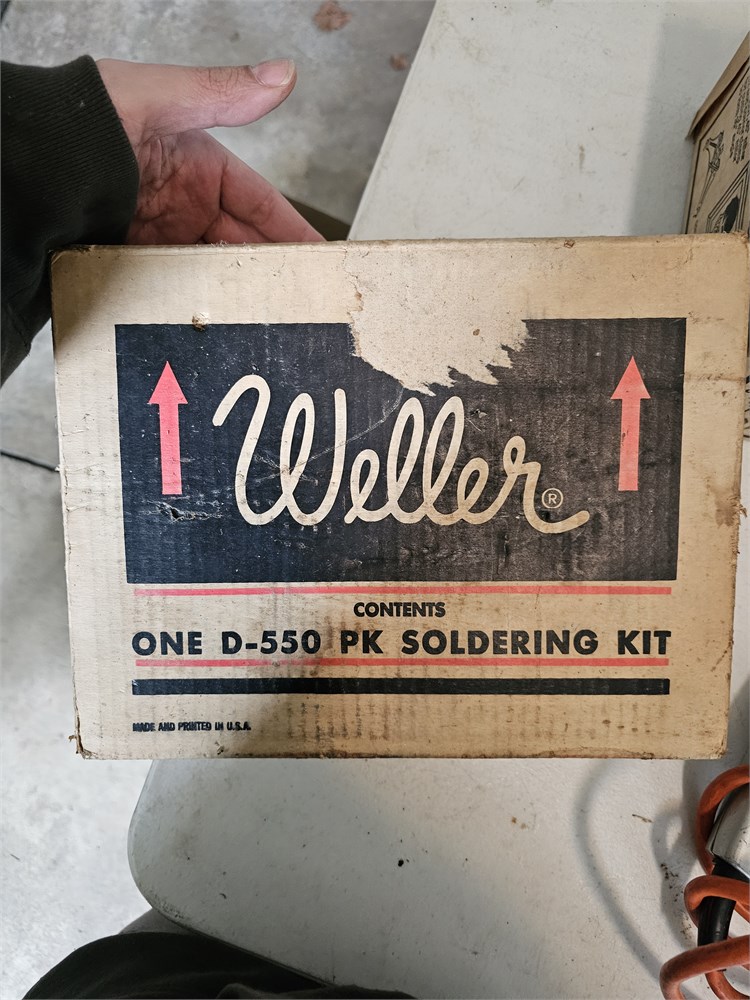 Weller®
CONTENTS
ONE D-550 PK SOLDERING KIT
MADE AND PRINTED IN U.S.A.